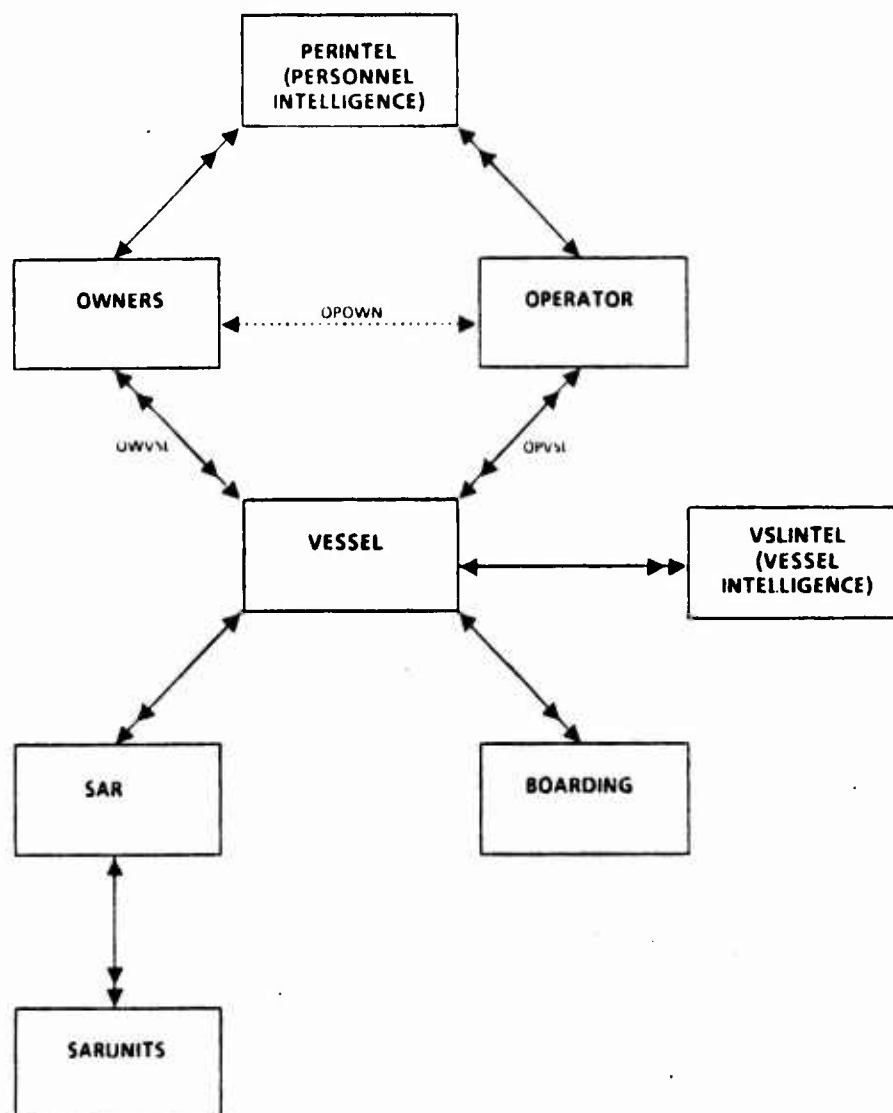 PERINTEL
(PERSONNEL
INTELLIGENCE)
OWNERS
OPOWN
OPERATOR
OWVSL
OPVSL
VESSEL
VSLINTEL
(VESSEL
INTELLIGENCE)
SAR
BOARDING
SARUNITS